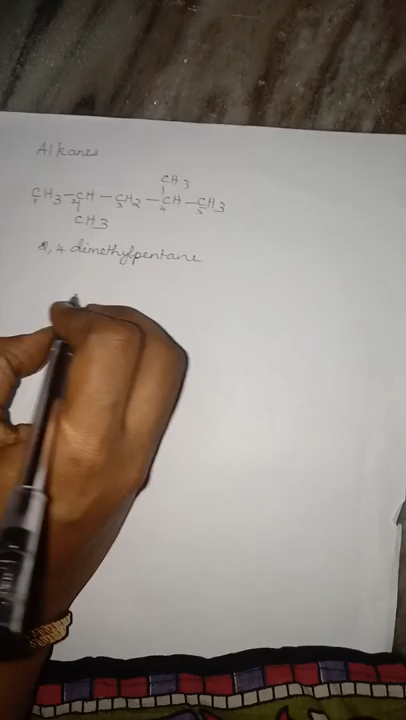 Alkanes
CH3
CH3-CH-CH2-CH-CH3
1 2 3 4 5
CH3
2,4 dimethylpentane